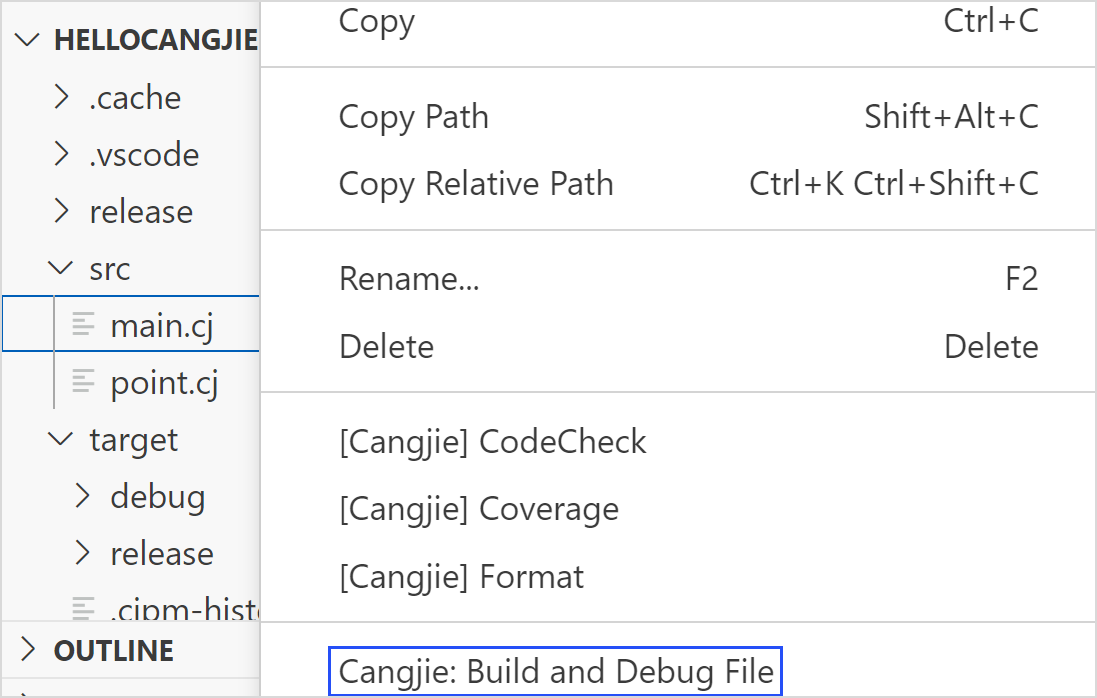 HELLOCANGJIE
.cache
.vscode
release
src
main.cj
point.cj
target
debug
release
.cjpm-histo
OUTLINE
Copy Ctrl+C
Copy Path Shift+Alt+C
Copy Relative Path Ctrl+K Ctrl+Shift+C
Rename... F2
Delete Delete
[Cangjie] CodeCheck
[Cangjie] Coverage
[Cangjie] Format
Cangjie: Build and Debug File